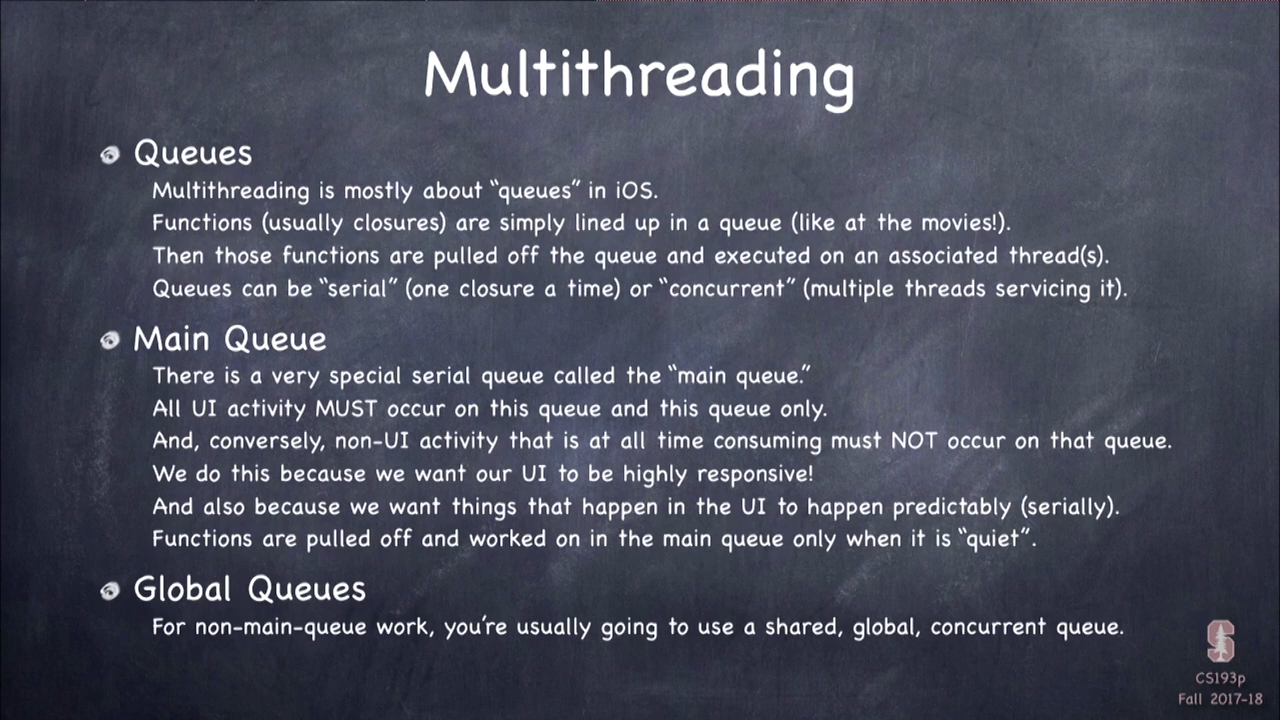 Multithreading
Queues
Multithreading is mostly about “queues” in iOS.
Functions (usually closures) are simply lined up in a queue (like at the movies!).
Then those functions are pulled off the queue and executed on an associated thread(s).
Queues can be “serial” (one closure a time) or “concurrent” (multiple threads servicing it).
Main Queue
There is a very special serial queue called the “main queue.”
All UI activity MUST occur on this queue and this queue only.
And, conversely, non-UI activity that is at all time consuming must NOT occur on that queue.
We do this because we want our UI to be highly responsive!
And also because we want things that happen in the UI to happen predictably (serially).
Functions are pulled off and worked on in the main queue only when it is “quiet”.
Global Queues
For non-main-queue work, you’re usually going to use a shared, global, concurrent queue.
S
CS193p
Fall 2017-18